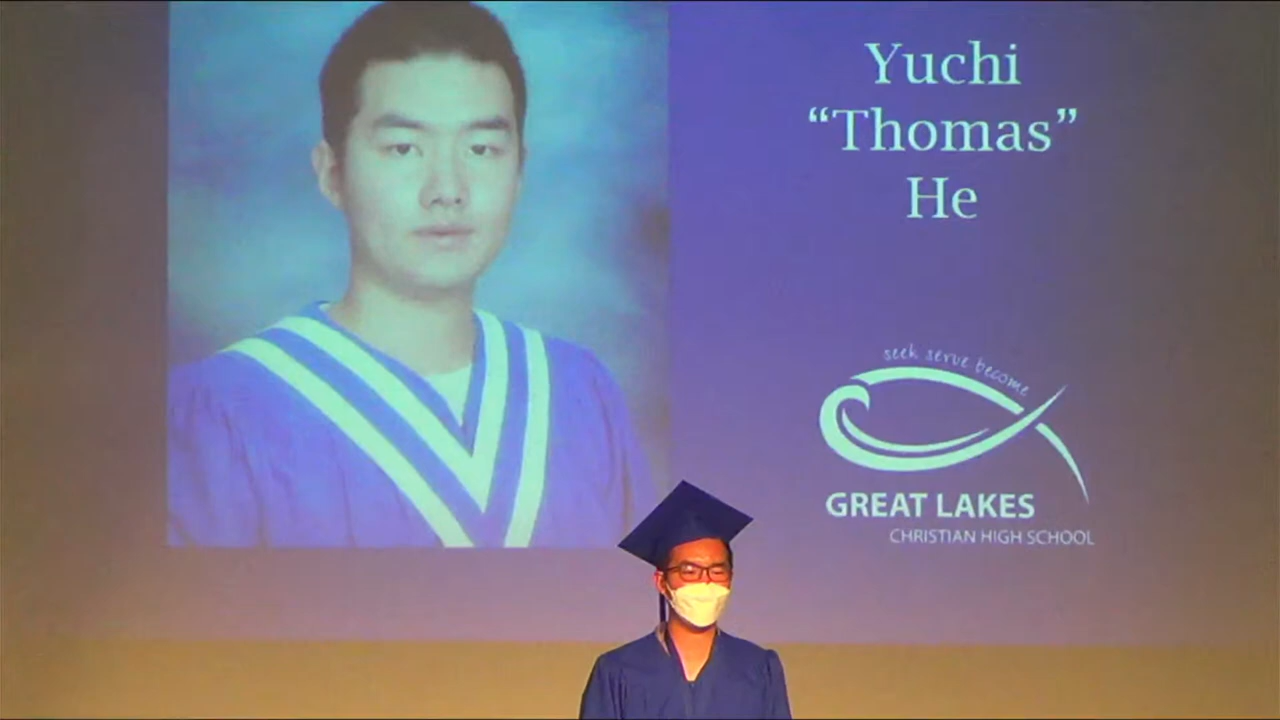 Yuchi
“Thomas”
He
seek serve become
GREAT LAKES
CHRISTIAN HIGH SCHOOL